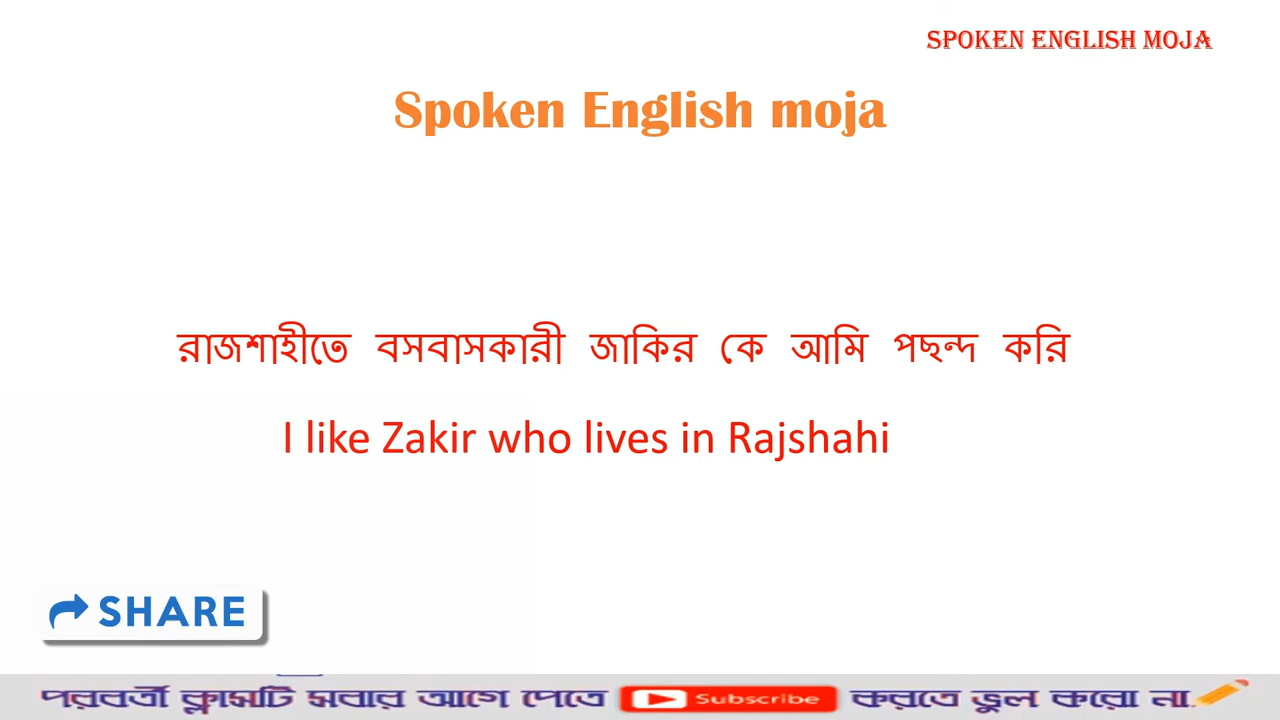 SPOKEN ENGLISH MOJA
Spoken English moja
রাজশাহীতে বসবাসকারী জাকির কে আমি পছন্দ করি
I like Zakir who lives in Rajshahi
SHARE
পরবর্তী ক্লাসটি সবার আগে পেতে Subscribe করতে ভুল করো না